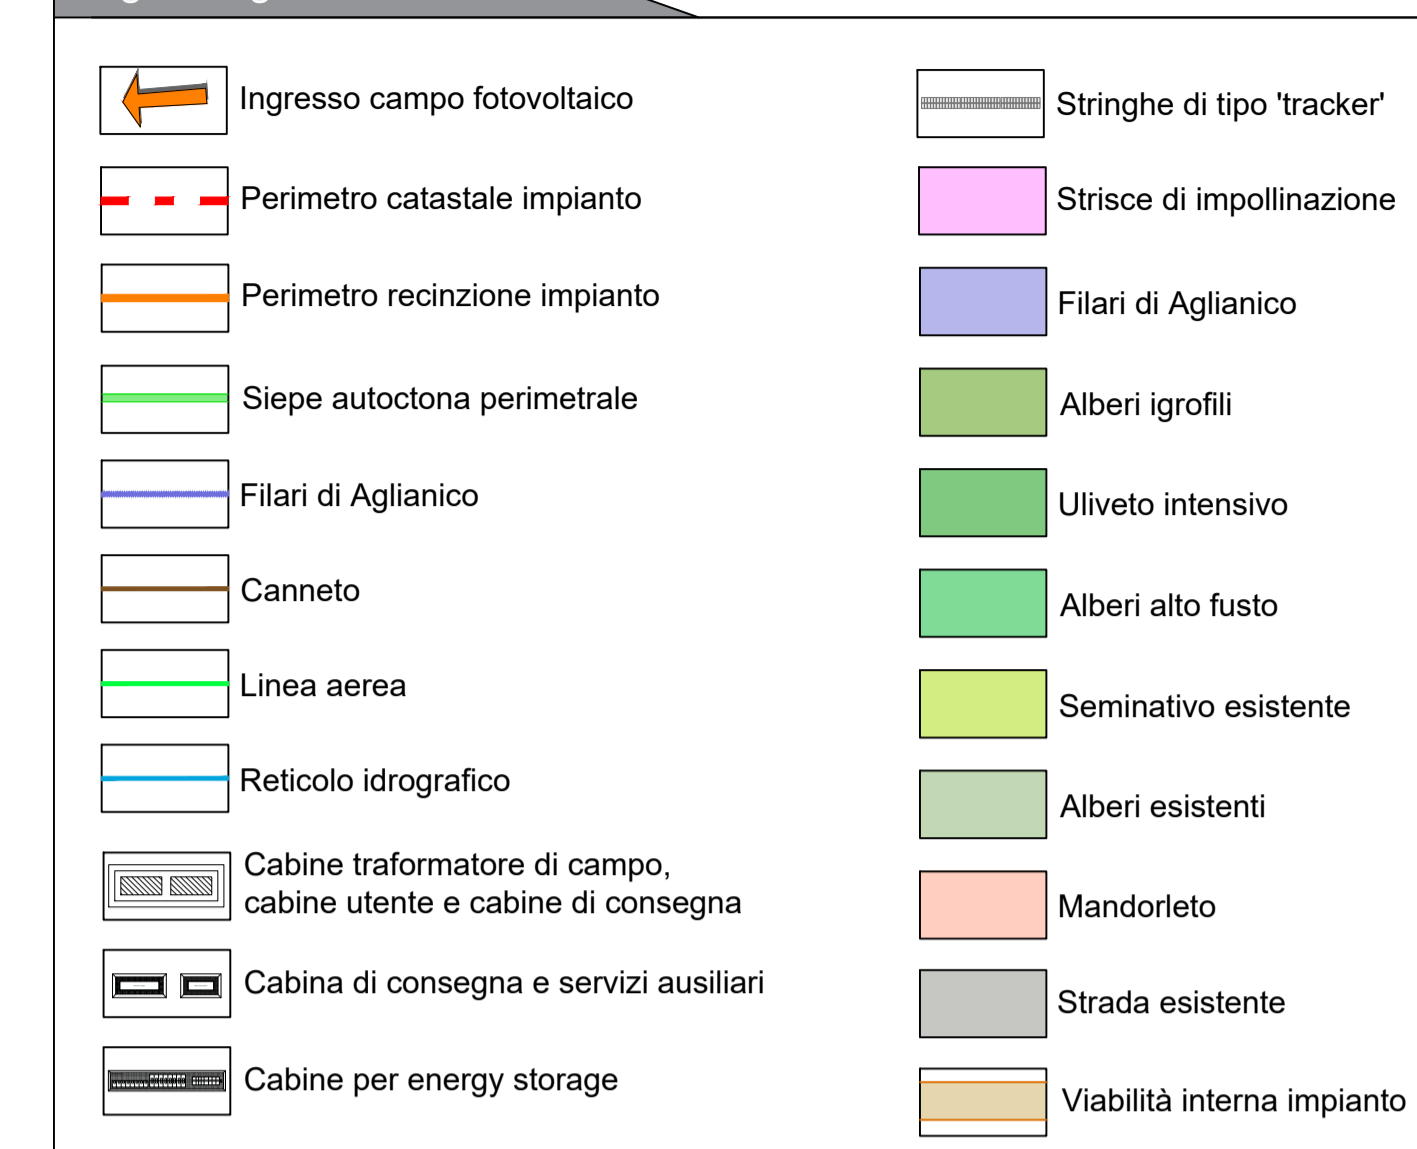 Ingresso campo fotovoltaico
Perimetro catastale impianto
Perimetro recinzione impianto
Siepe autoctona perimetrale
Filari di Aglianico
Canneto
Linea aerea
Reticolo idrografico
Cabine traformatore di campo,
cabine utente e cabine di consegna
Cabina di consegna e servizi ausiliari
Cabine per energy storage
Stringhe di tipo 'tracker'
Strisce di impollinazione
Filari di Aglianico
Alberi igrofili
Uliveto intensivo
Alberi alto fusto
Seminativo esistente
Alberi esistenti
Mandorleto
Strada esistente
Viabilità interna impianto